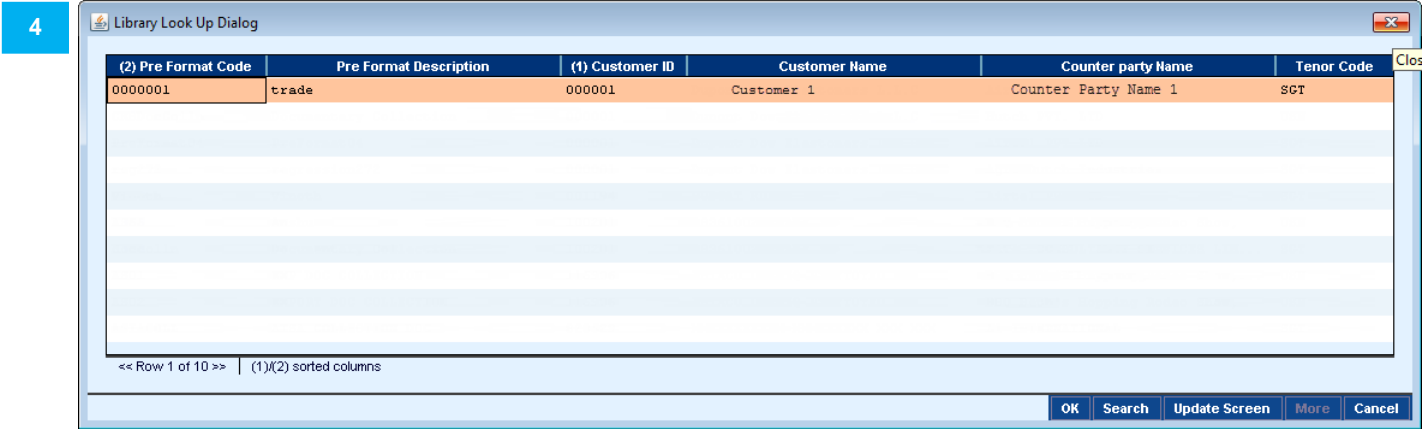 4
Library Look Up Dialog
Clos
(2) Pre Format Code Pre Format Description (1) Customer ID Customer Name Counter party Name Tenor Code
0000001 trade 000001 Customer 1 Counter Party Name 1 SGT
<< Row 1 of 10 >> (1)/(2) sorted columns
OK Search Update Screen More Cancel